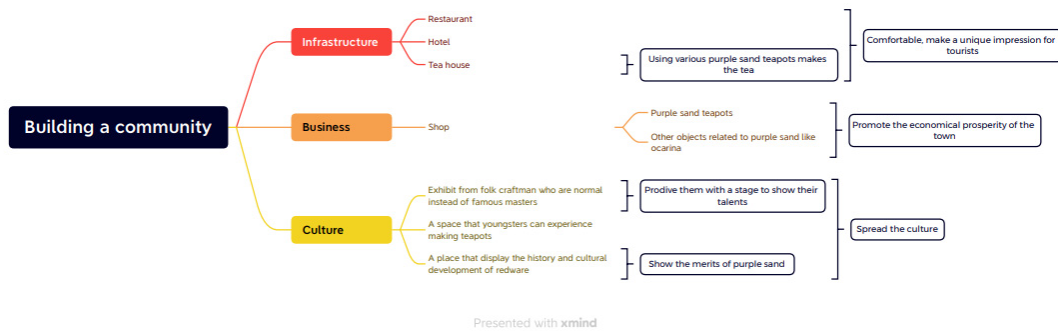 Building a community
Infrastructure
Restaurant
Hotel
Tea house
Using various purple sand teapots makes
the tea
Comfortable, make a unique impression for
tourists
Business
Shop
Purple sand teapots
Other objects related to purple sand like
ocarina
Promote the economical prosperity of the
town
Culture
Exhibit from folk craftman who are normal
instead of famous masters
Prodive them with a stage to show their
talents
A space that youngsters can experience
making teapots
A place that display the history and cultural
development of redware
Show the merits of purple sand
Spread the culture
Presented with xmind